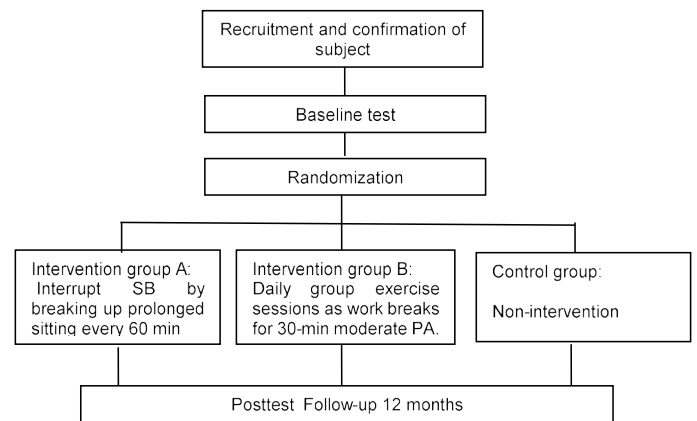 Recruitment and confirmation of
subject
Baseline test
Randomization
Intervention group A:
Interrupt SB by
breaking up prolonged
sitting every 60 min
Intervention group B:
Daily group exercise
sessions as work breaks
for 30-min moderate PA.
Control group:
Non-intervention
Posttest Follow-up 12 months